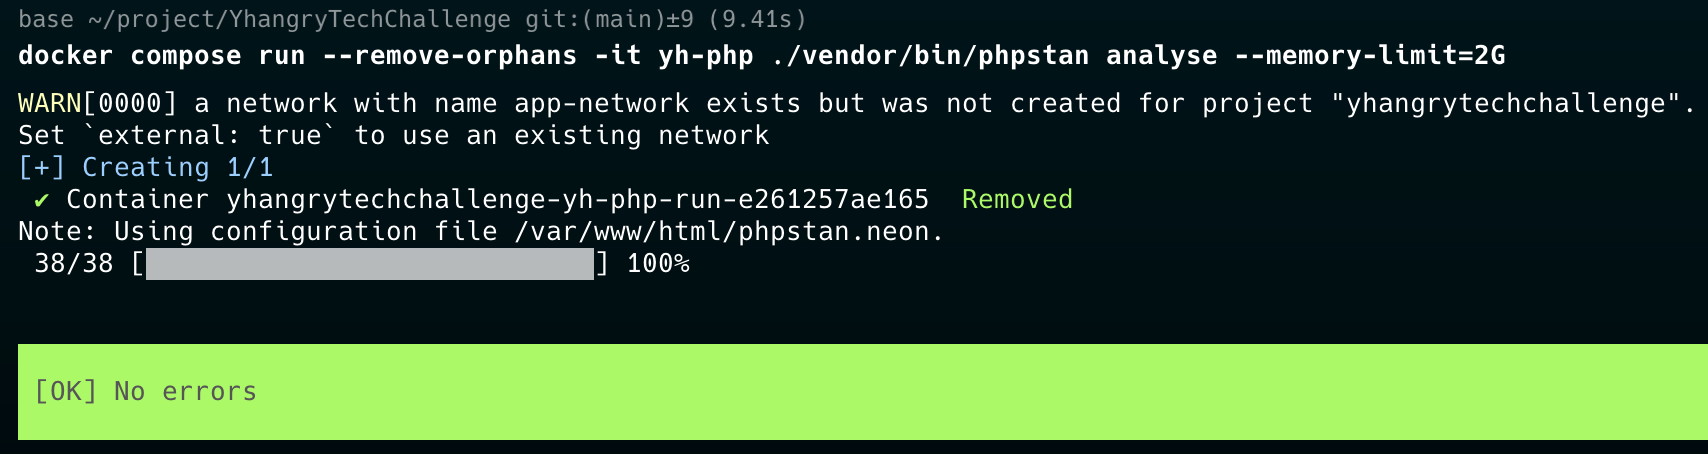 base ~/project/YhangryTechChallenge git:(main)±9 (9.41s)
docker compose run --remove-orphans -it yh-php ./vendor/bin/phpstan analyse --memory-limit=2G
WARN[0000] a network with name app-network exists but was not created for project "yhangrytechchallenge".
Set `external: true` to use an existing network
[+] Creating 1/1
✔ Container yhangrytechchallenge-yh-php-run-e261257ae165  Removed
Note: Using configuration file /var/www/html/phpstan.neon.
38/38 [                            ] 100%
[OK] No errors